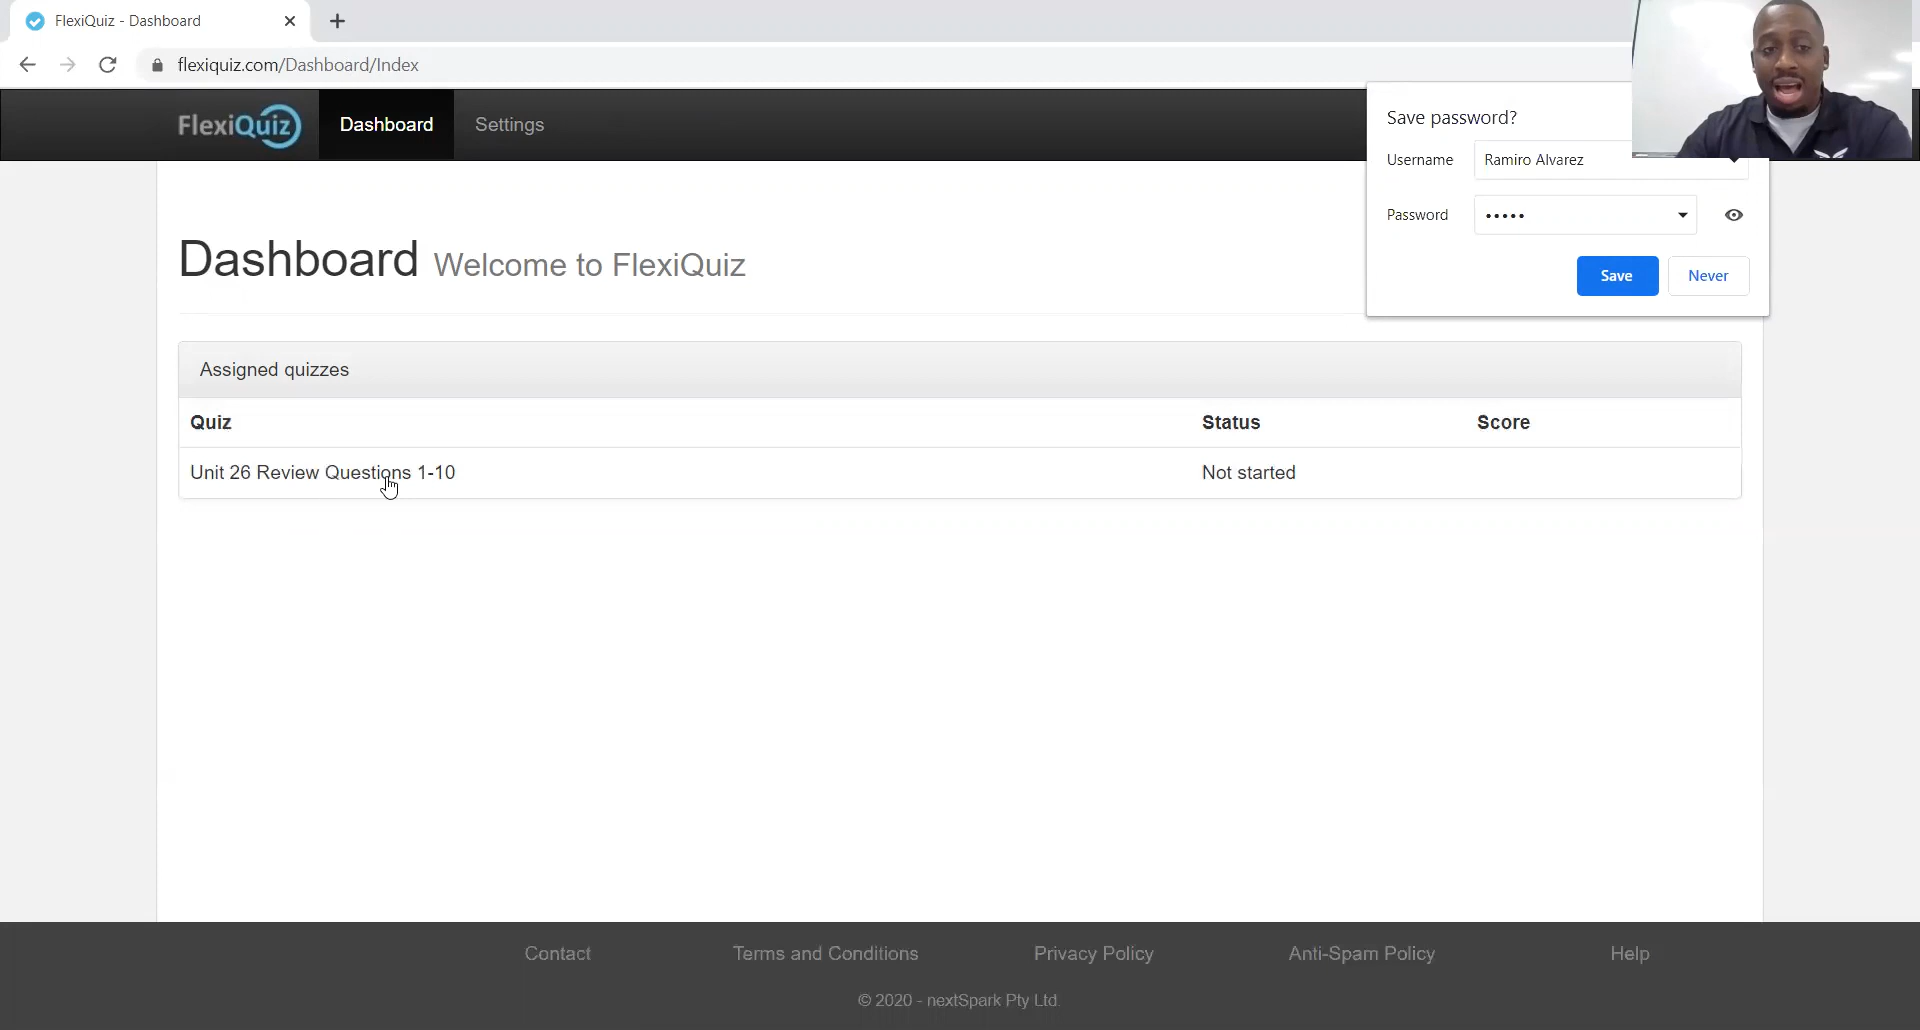 FlexiQuiz - Dashboard
flexiquiz.com/Dashboard/Index
FlexiQuiz
Dashboard
Settings
Save password?
Username
Ramiro Alvarez
Password
Save
Never
Dashboard Welcome to FlexiQuiz
Assigned quizzes
Quiz Status Score
Unit 26 Review Questions 1-10 Not started
Contact Terms and Conditions Privacy Policy Anti-Spam Policy Help
© 2020 - nextSpark Pty Ltd.